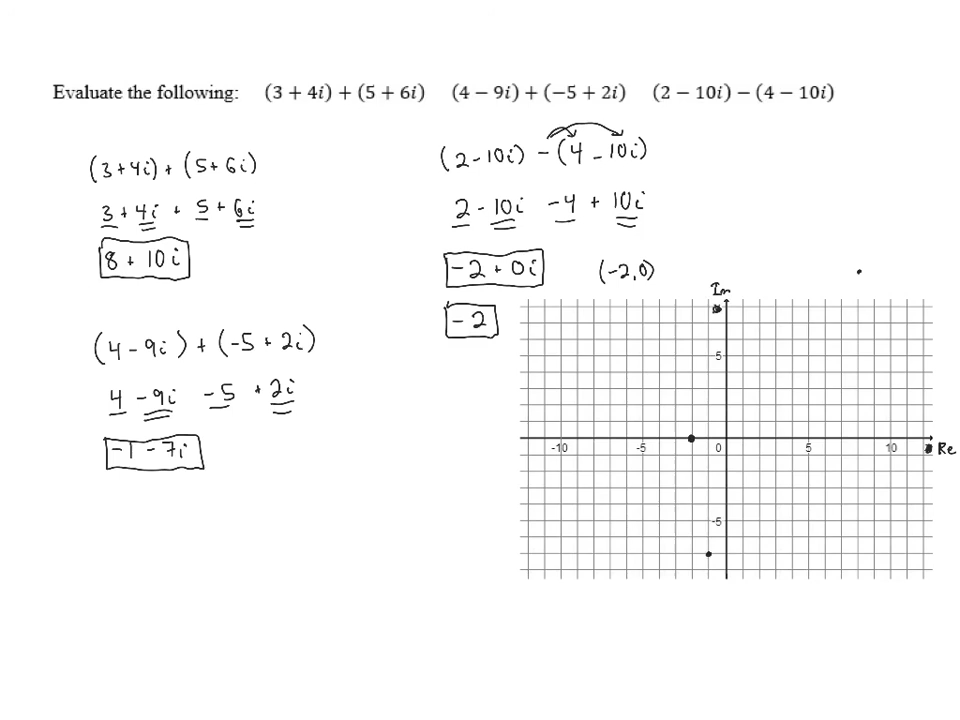 Evaluate the following: (3 + 4i) + (5 + 6i) (4 − 9i) + (−5 + 2i) (2 − 10i) − (4 − 10i)
(3+4i) + (5+6i)
3 + 4i + 5 + 6i
8 + 10i
(4 - 9i) + (-5 + 2i)
4 - 9i -5 + 2i
-1 - 7i
(2-10i) - (4 - 10i)
2 - 10i -4 + 10i
-2 + 0i (-2,0)
-2
Im
5
-10 -5 0 5 10 Re
-5